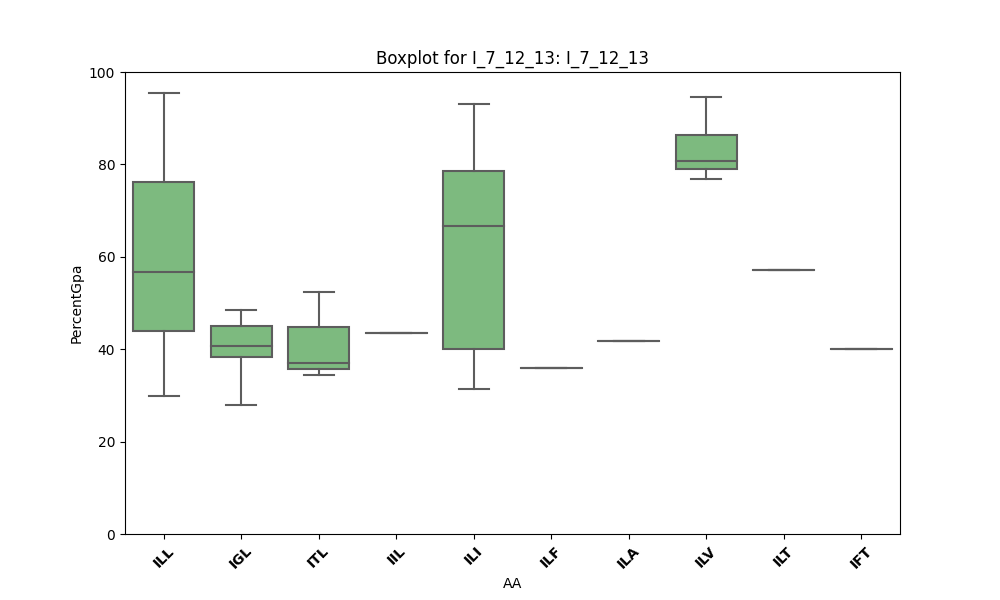 Boxplot for I_7_12_13: I_7_12_13
100
80
60
40
20
0
PercentGpa
ILL
IGL
ITL
IIL
ILI
ILF
ILA
ILV
ILT
IFT
AA